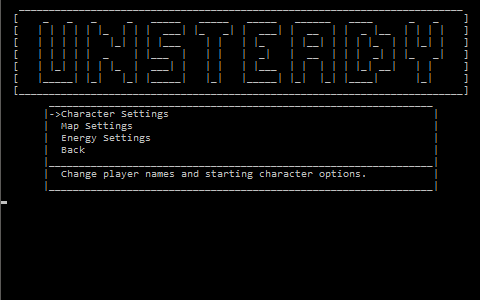 UNSTEADY
->Character Settings
Map Settings
Energy Settings
Back
Change player names and starting character options.